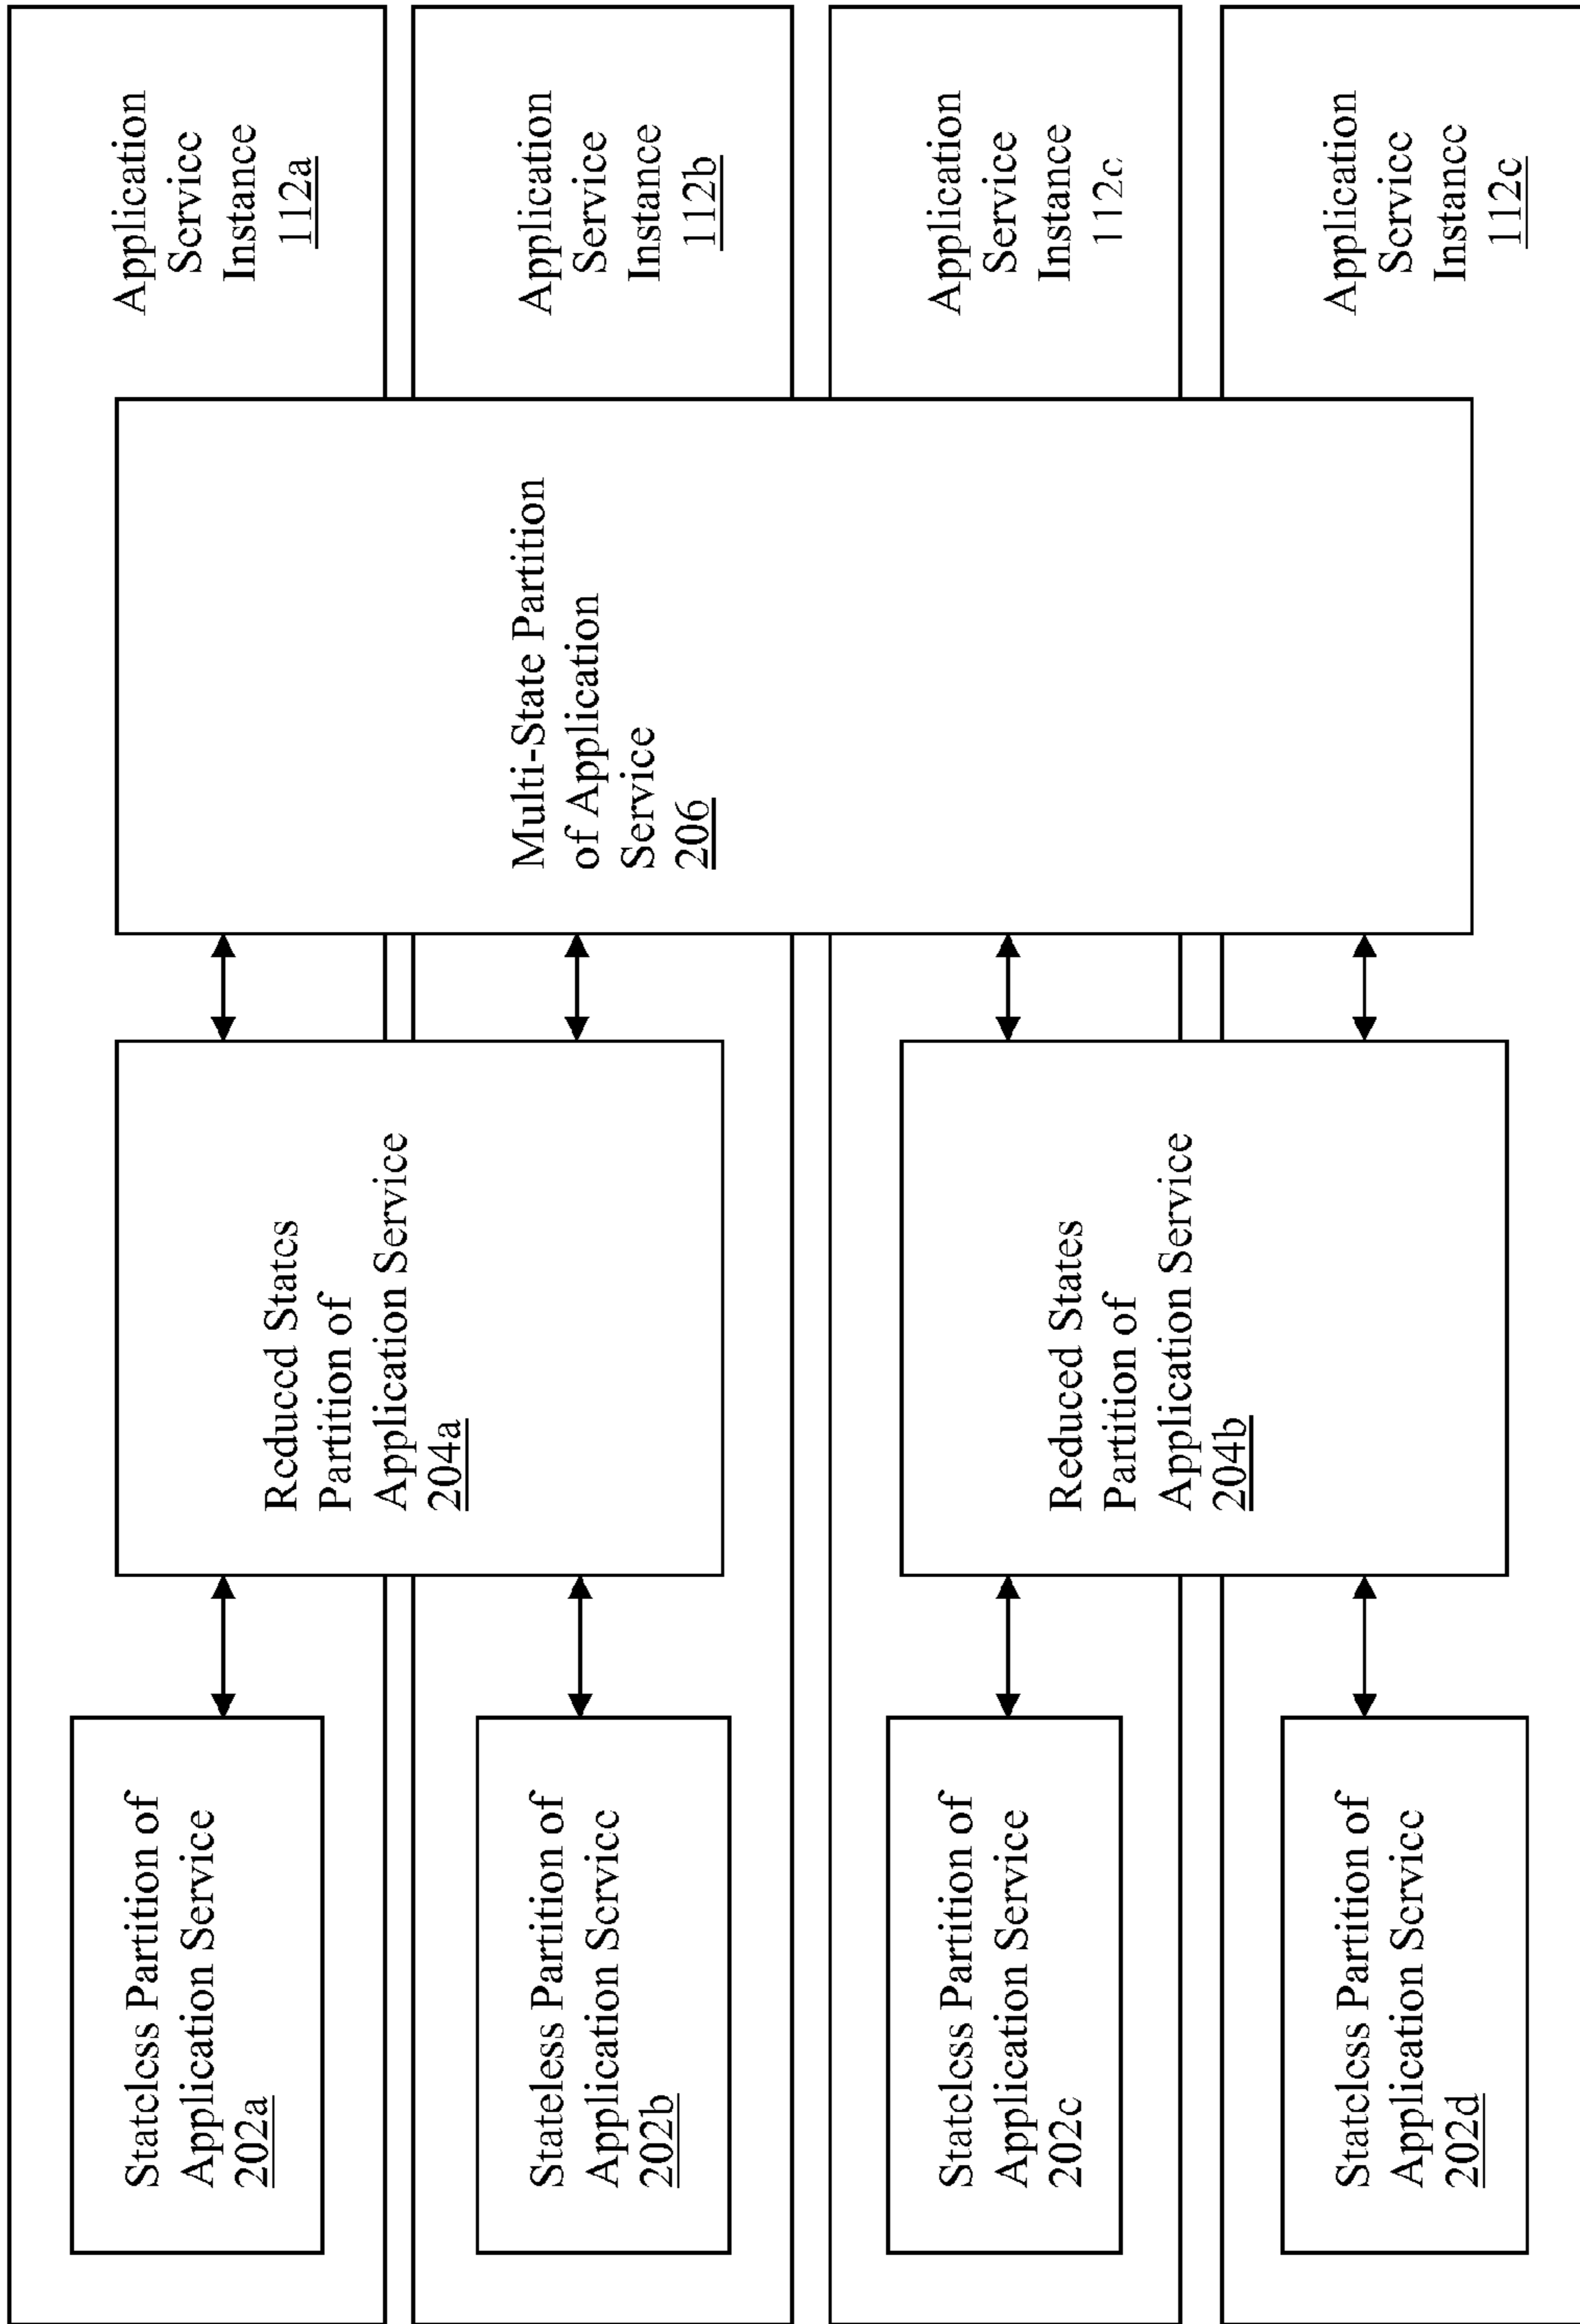 Application
Service
Instance
112a
Application
Service
Instance
112b
Application
Service
Instance
112c
Application
Service
Instance
112c
Multi-State Partition
of Application
Service
206
Reduced States
Partition of
Application Service
204a
Reduced States
Partition of
Application Service
204b
Stateless Partition of
Application Service
202a
Stateless Partition of
Application Service
202b
Stateless Partition of
Application Service
202c
Stateless Partition of
Application Service
202d